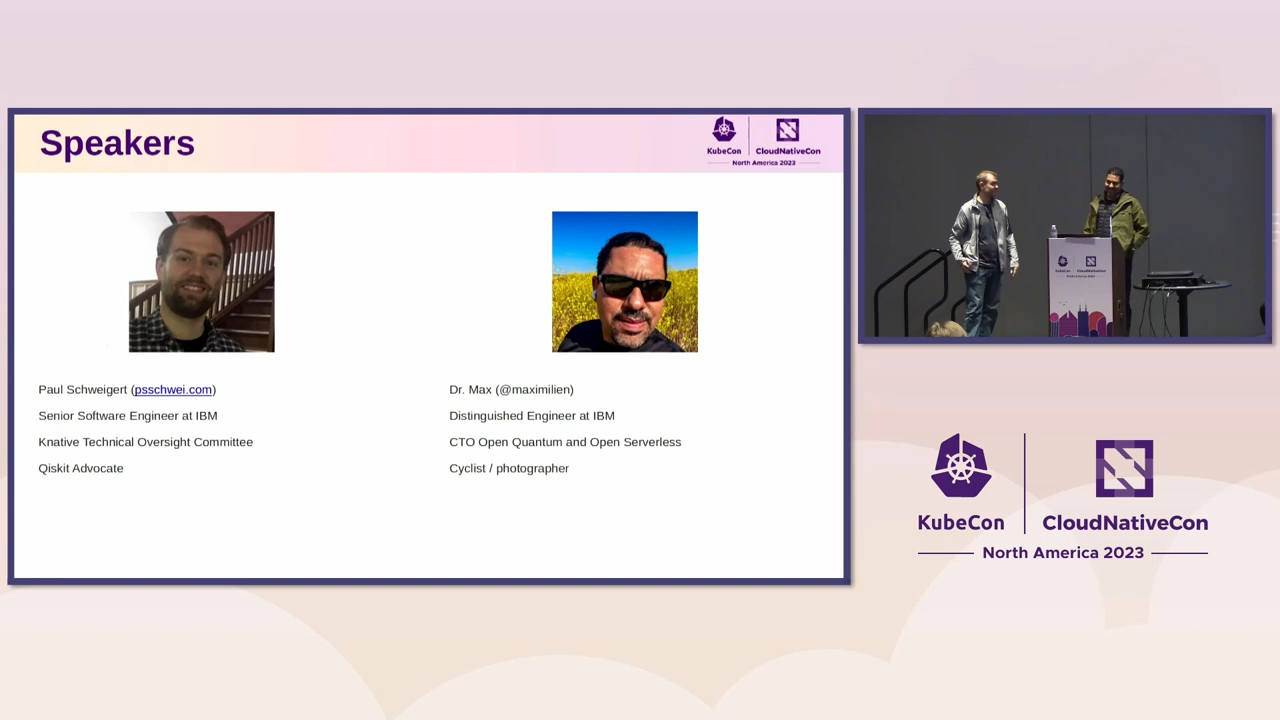 Speakers
KubeCon
CloudNativeCon
North America 2023
Paul Schweigert (psschwei.com)
Senior Software Engineer at IBM
Knative Technical Oversight Committee
Qiskit Advocate
Dr. Max (@maximilien)
Distinguished Engineer at IBM
CTO Open Quantum and Open Serverless
Cyclist / photographer
KubeCon
CloudNativeCon
KubeCon
CloudNativeCon
North America 2023